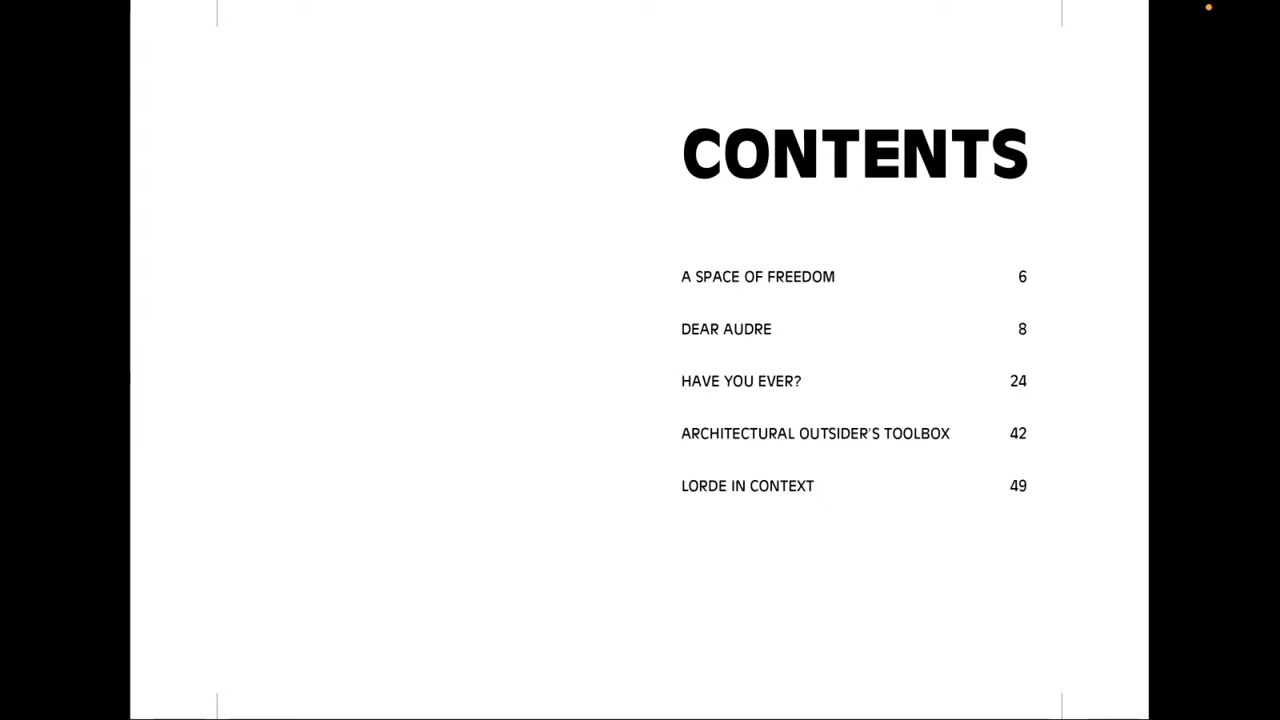 CONTENTS
A SPACE OF FREEDOM 6
DEAR AUDRE 8
HAVE YOU EVER? 24
ARCHITECTURAL OUTSIDER'S TOOLBOX 42
LORDE IN CONTEXT 49